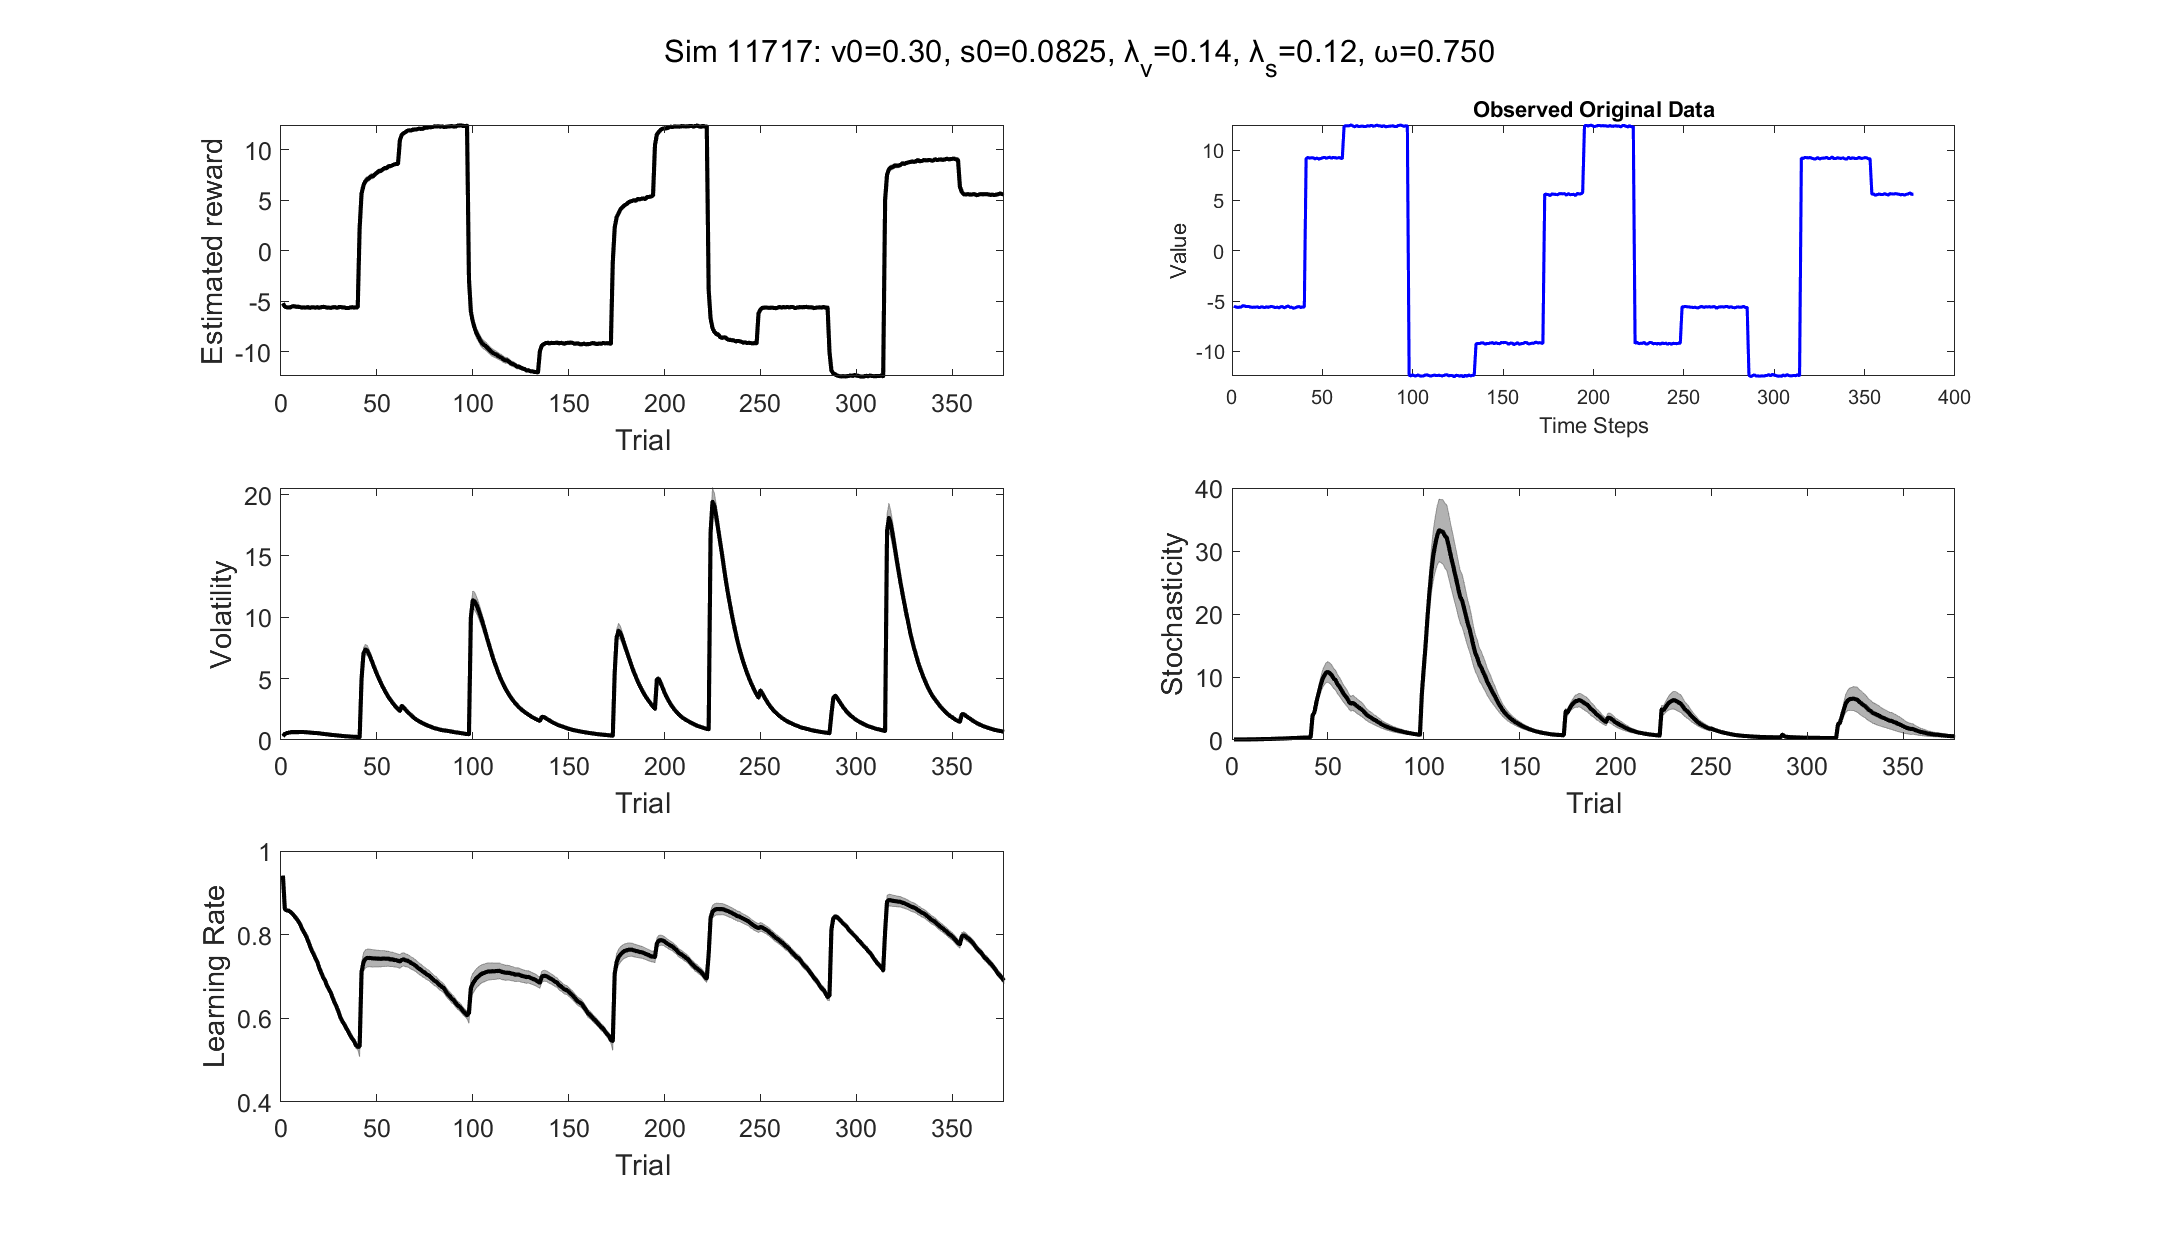 Sim 11717: v0=0.30, s0=0.0825, λ_v=0.14, λ_s=0.12, ω=0.750
Estimated reward
10
5
0
-5
-10
0 50 100 150 200 250 300 350
Trial
Observed Original Data
Value
10
5
0
-5
-10
0 50 100 150 200 250 300 350 400
Time Steps
Volatility
20
15
10
5
0
0 50 100 150 200 250 300 350
Trial
Stochasticity
40
30
20
10
0
0 50 100 150 200 250 300 350
Trial
Learning Rate
1
0.8
0.6
0.4
0 50 100 150 200 250 300 350
Trial